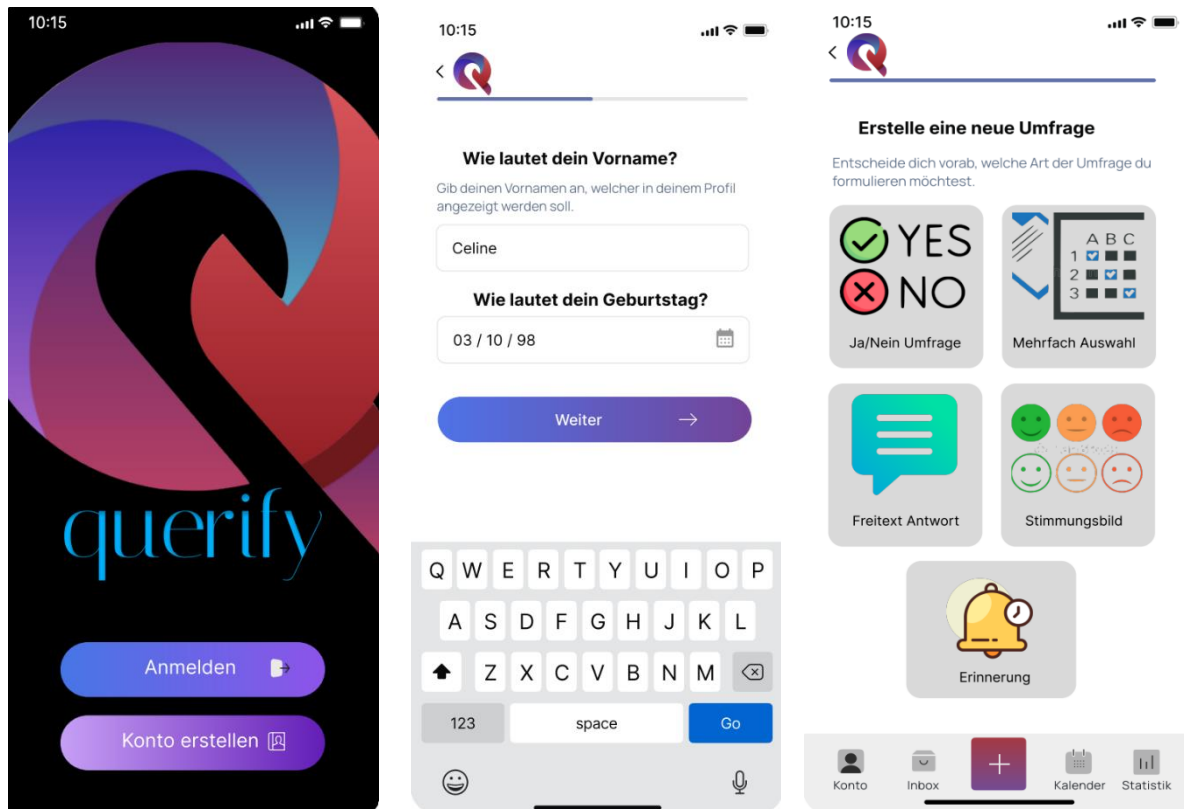 10:15
querify
Anmelden
Konto erstellen
10:15
Wie lautet dein Vorname?
Gib deinen Vornamen an, welcher in deinem Profil
angezeigt werden soll.
Celine
Wie lautet dein Geburtstag?
03 / 10 / 98
Weiter
Q W E R T Y U I O P
A S D F G H J K L
Z X C V B N M
123 space Go
10:15
Erstelle eine neue Umfrage
Entscheide dich vorab, welche Art der Umfrage du
formulieren möchtest.
YES
NO
Ja/Nein Umfrage
A B C
1
2
3
Mehrfach Auswahl
Freitext Antwort
Stimmungsbild
Erinnerung
Konto Inbox + Kalender Statistik